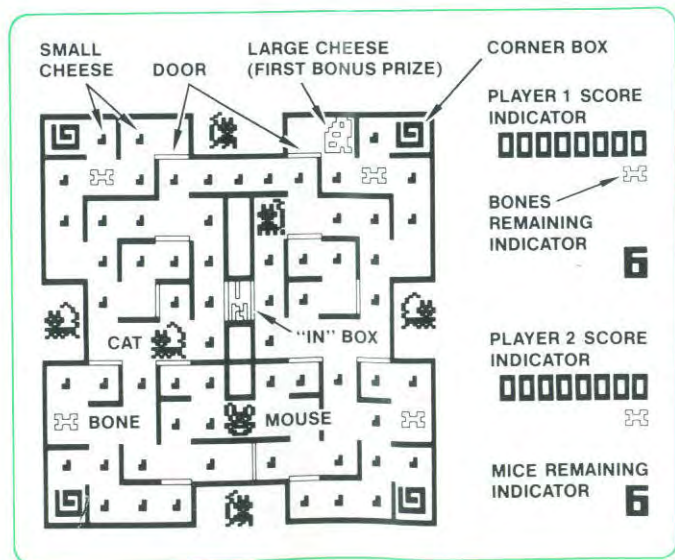 SMALL
CHEESE
DOOR
LARGE CHEESE
(FIRST BONUS PRIZE)
CORNER BOX
PLAYER 1 SCORE
INDICATOR
00000000
BONES
REMAINING
INDICATOR
6
CAT
"IN" BOX
PLAYER 2 SCORE
INDICATOR
00000000
BONE
MOUSE
MICE REMAINING
INDICATOR
6